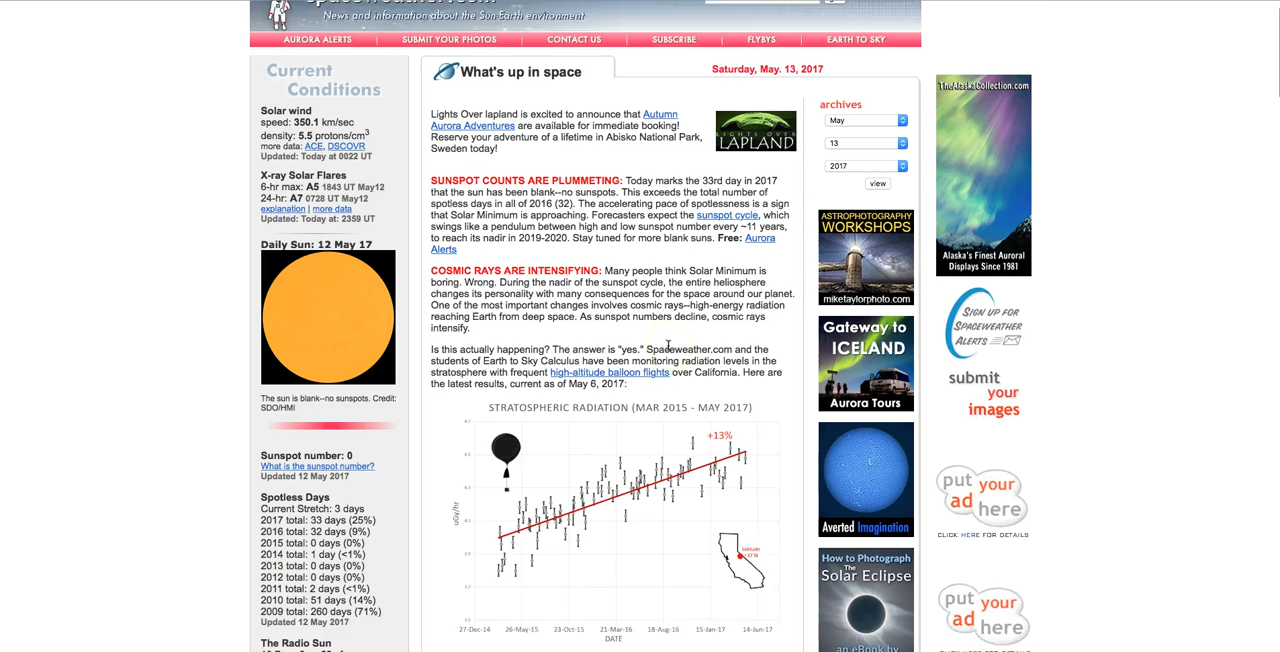 News and information about the Sun Earth environment
AURORA ALERTS
SUBMIT YOUR PHOTOS
CONTACT US
SUBSCRIBE
FLYBYS
EARTH TO SKY
Current
Conditions
Solar wind
speed: 350.1 km/sec
density: 5.5 protons/cm3
more data: ACE, DSCOVR
Updated: Today at 0022 UT
X-ray Solar Flares
6-hr max: A5 1843 UT May12
24-hr: A7 0728 UT May12
explanation | more data
Updated: Today at: 2359 UT
Daily Sun: 12 May 17
The sun is blank--no sunspots. Credit:
SDO/HMI
Sunspot number: 0
What is the sunspot number?
Updated 12 May 2017
Spotless Days
Current Stretch: 3 days
2017 total: 33 days (25%)
2016 total: 32 days (9%)
2015 total: 0 days (0%)
2014 total: 1 day (<1%)
2013 total: 0 days (0%)
2012 total: 0 days (0%)
2011 total: 2 days (<1%)
2010 total: 51 days (14%)
2009 total: 260 days (71%)
Updated 12 May 2017
The Radio Sun
What's up in space
Saturday, May. 13, 2017
Lights Over lapland is excited to announce that Autumn
Aurora Adventures are available for immediate booking!
Reserve your adventure of a lifetime in Abisko National Park,
Sweden today!
LIGHTS OVER
LAPLAND
SUNSPOT COUNTS ARE PLUMMETING: Today marks the 33rd day in 2017
that the sun has been blank--no sunspots. This exceeds the total number of
spotless days in all of 2016 (32). The accelerating pace of spotlessness is a sign
that Solar Minimum is approaching. Forecasters expect the sunspot cycle, which
swings like a pendulum between high and low sunspot number every ~11 years,
to reach its nadir in 2019-2020. Stay tuned for more blank suns. Free: Aurora
Alerts
COSMIC RAYS ARE INTENSIFYING: Many people think Solar Minimum is
boring. Wrong. During the nadir of the sunspot cycle, the entire heliosphere
changes its personality with many consequences for the space around our planet.
One of the most important changes involves cosmic rays--high-energy radiation
reaching Earth from deep space. As sunspot numbers decline, cosmic rays
intensify.
Is this actually happening? The answer is "yes." Spaceweather.com and the
students of Earth to Sky Calculus have been monitoring radiation levels in the
stratosphere with frequent high-altitude balloon flights over California. Here are
the latest results, current as of May 6, 2017:
STRATOSPHERIC RADIATION (MAR 2015 - MAY 2017)
+13%
uGy/hr
4.7
4.5
4.3
4.1
3.9
3.7
3.5
latitude
~37 N
27-Dec-14
26-May-15
23-Oct-15
21-Mar-16
18-Aug-16
15-Jan-17
14-Jun-17
DATE
archives
May
13
2017
view
ASTROPHOTOGRAPHY
WORKSHOPS
miketaylorphoto.com
Gateway to
ICELAND
Aurora Tours
Averted Imagination
How to Photograph
The
Solar Eclipse
an eBook by
TheAlaskaCollection.com
Alaska's Finest Auroral
Displays Since 1981
SIGN UP FOR
SPACEWEATHER
ALERTS
submit
your
images
put your
ad here
CLICK HERE FOR DETAILS
put your
ad here